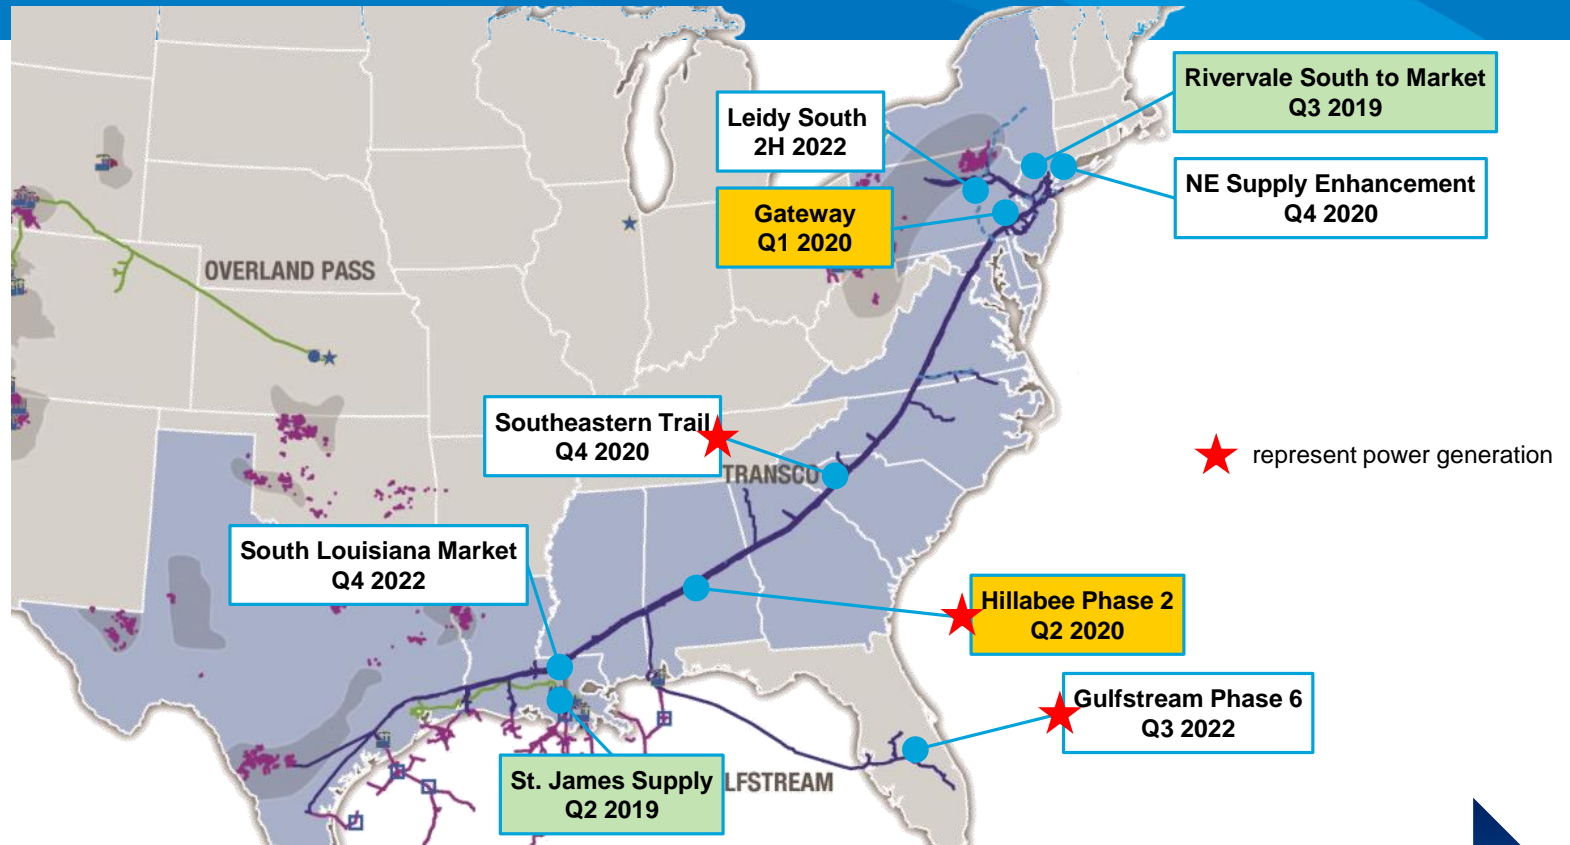 Rivervale South to Market
Q3 2019
Leidy South
2H 2022
NE Supply Enhancement
Q4 2020
Gateway
Q1 2020
OVERLAND PASS
Southeastern Trail
Q4 2020
represent power generation
TRANSCO
South Louisiana Market
Q4 2022
Hillabee Phase 2
Q2 2020
Gulfstream Phase 6
Q3 2022
St. James Supply
Q2 2019
LFSTREAM